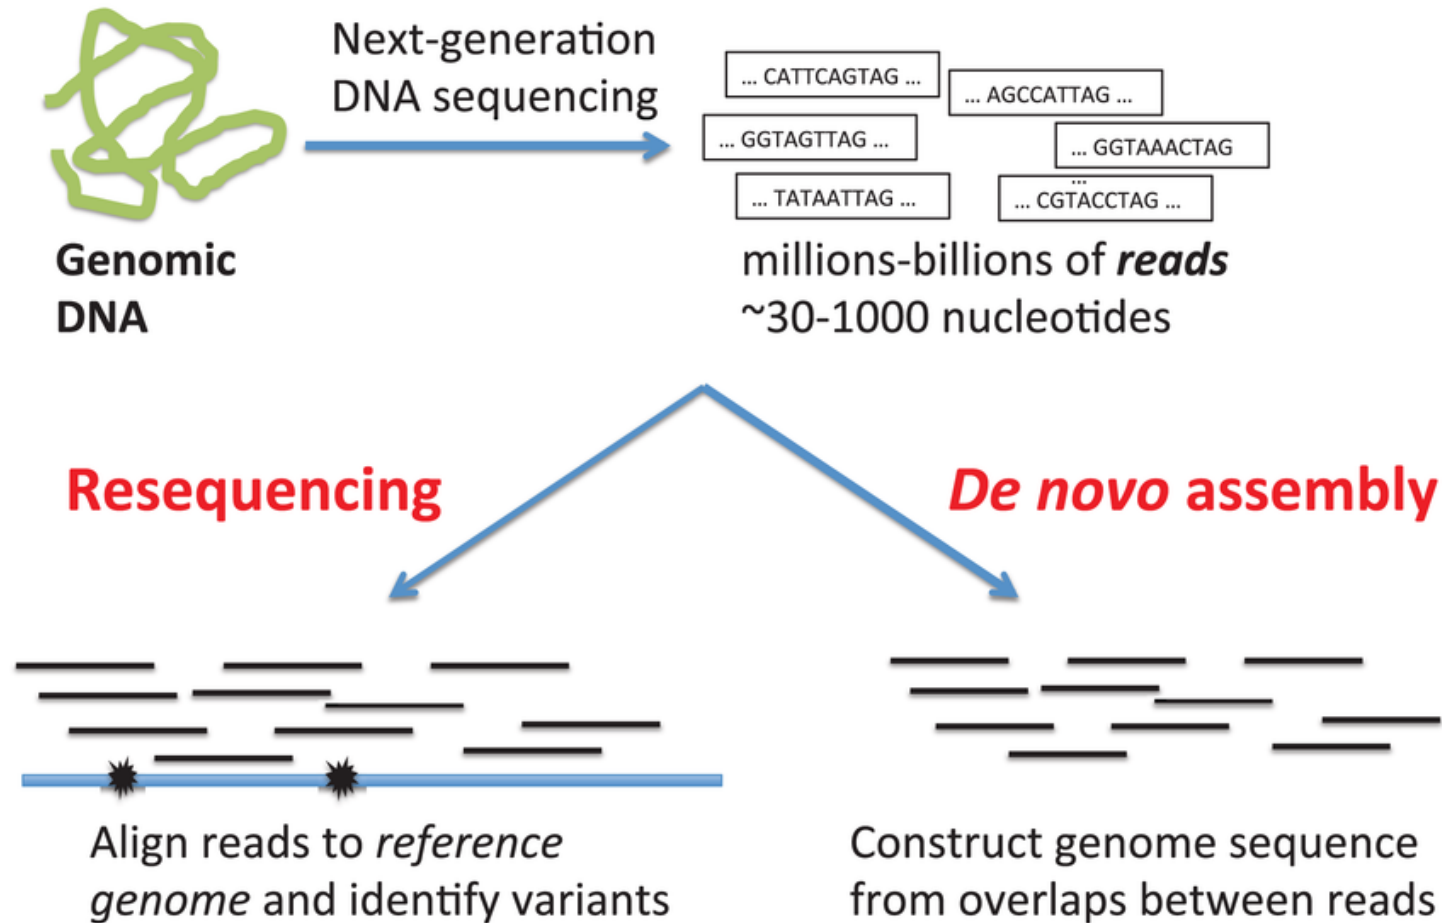 Next-generation
DNA sequencing
... CATTCAGTAG ...
... AGCCATTAG ...
... GGTAGTTAG ...
... GGTAAACTAG
...
... TATAATTAG ...
... CGTACCTAG ...
Genomic
DNA
millions-billions of reads
~30-1000 nucleotides
Resequencing
De novo assembly
Align reads to reference
genome and identify variants
Construct genome sequence
from overlaps between reads